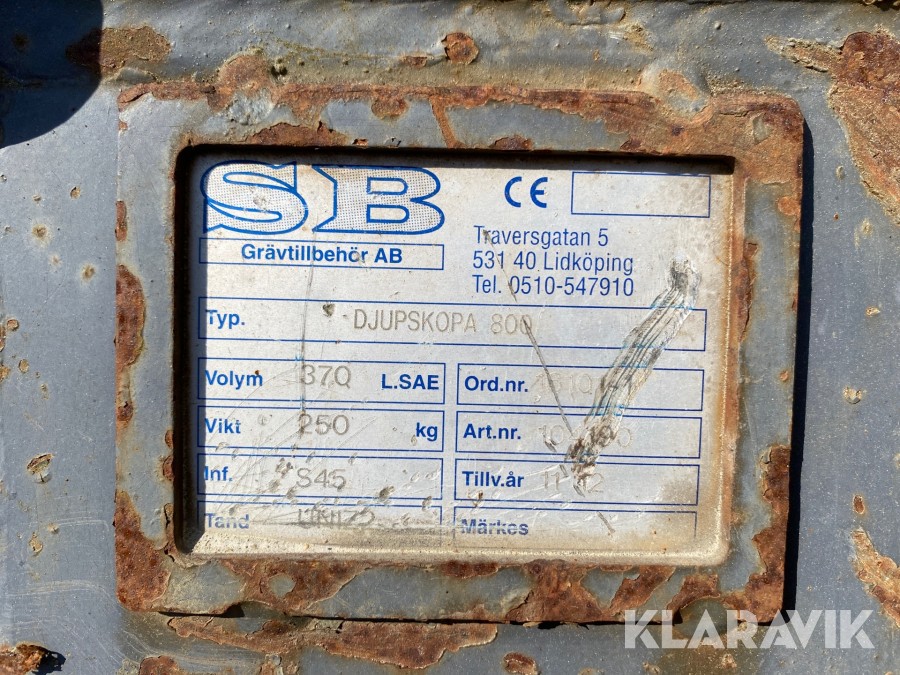 SB
Grävtillbehör AB
CE
Traversgatan 5
531 40 Lidköping
Tel. 0510-547910
Typ. DJUPSKOPA 800
Volym 370 L.SAE
Ord.nr.
Vikt 250 kg
Art.nr.
Inf. S45
Tillv.år
Tand
Märkes
KLARAVIK